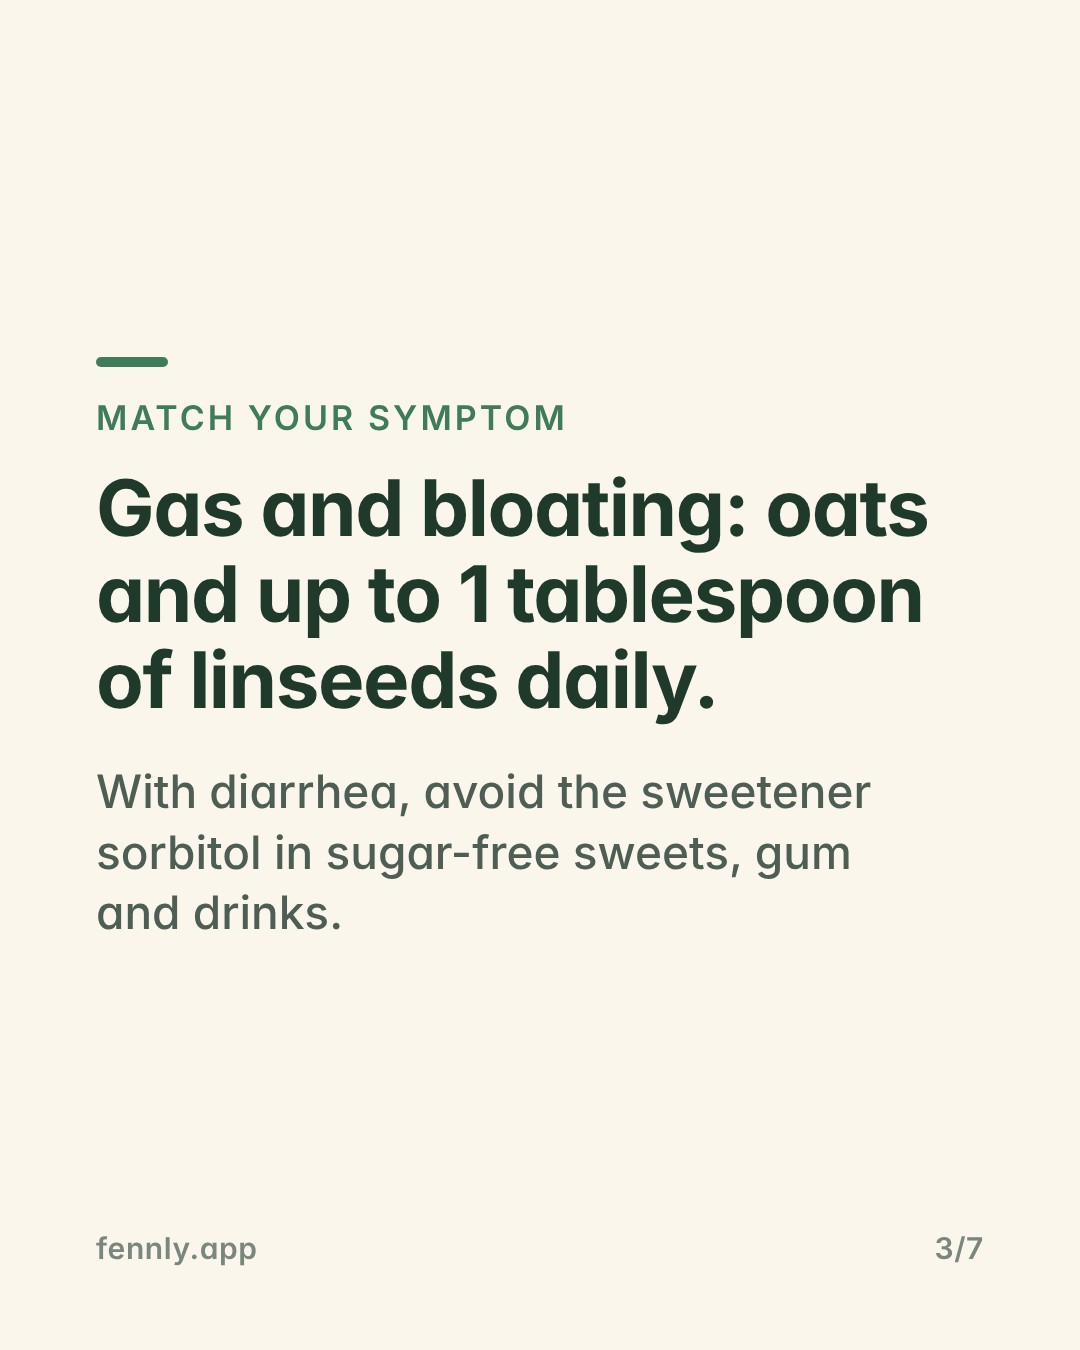 MATCH YOUR SYMPTOM
Gas and bloating: oats
and up to 1 tablespoon
of linseeds daily.
With diarrhea, avoid the sweetener
sorbitol in sugar-free sweets, gum
and drinks.
fennly.app
3/7